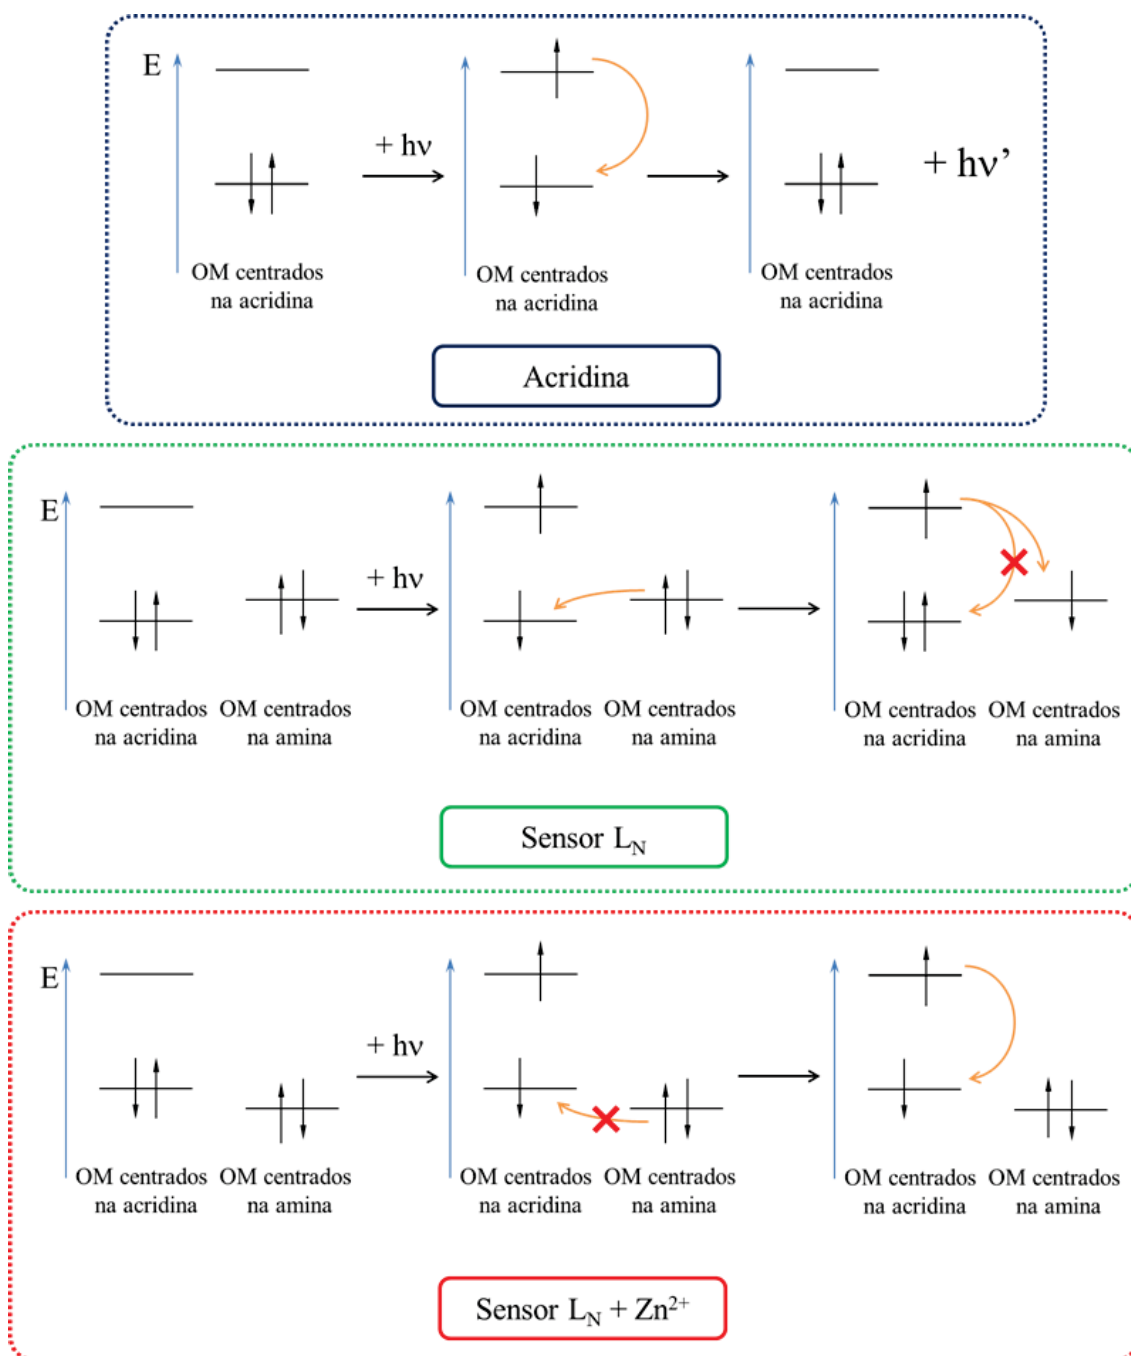 E
+ hν
+ hν’
OM centrados
na acridina
OM centrados
na acridina
OM centrados
na acridina
Acridina
E
+ hν
OM centrados
na acridina
OM centrados
na amina
OM centrados
na acridina
OM centrados
na amina
OM centrados
na acridina
OM centrados
na amina
Sensor L_N
E
+ hν
OM centrados
na acridina
OM centrados
na amina
OM centrados
na acridina
OM centrados
na amina
OM centrados
na acridina
OM centrados
na amina
Sensor L_N + Zn²⁺